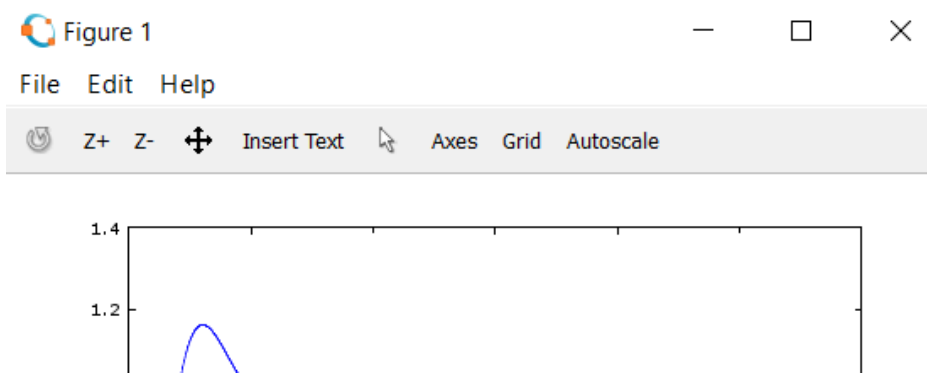 Figure 1
File Edit Help
Z+ Z- Insert Text Axes Grid Autoscale
1.4
1.2